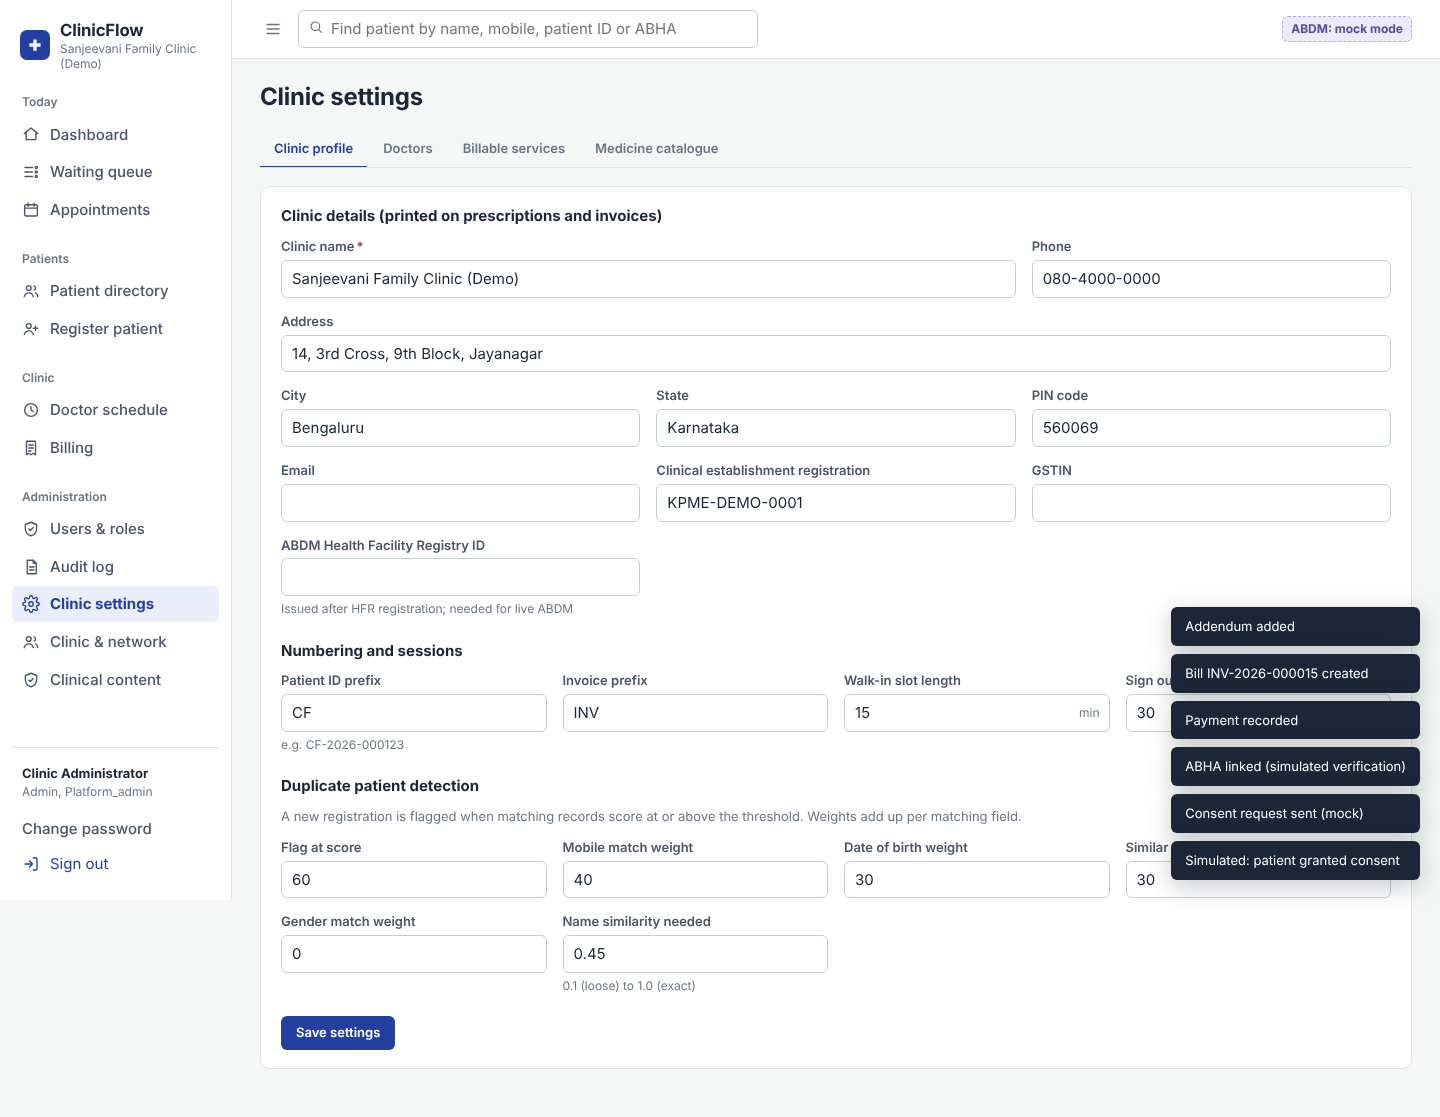 ClinicFlow
Sanjeevani Family Clinic
(Demo)
Today
Dashboard
Waiting queue
Appointments
Patients
Patient directory
Register patient
Clinic
Doctor schedule
Billing
Administration
Users & roles
Audit log
Clinic settings
Clinic & network
Clinical content
Clinic Administrator
Admin, Platform_admin
Change password
Sign out
Find patient by name, mobile, patient ID or ABHA
ABDM: mock mode
Clinic settings
Clinic profile
Doctors
Billable services
Medicine catalogue
Clinic details (printed on prescriptions and invoices)
Clinic name *
Phone
Sanjeevani Family Clinic (Demo)
080-4000-0000
Address
14, 3rd Cross, 9th Block, Jayanagar
City
State
PIN code
Bengaluru
Karnataka
560069
Email
Clinical establishment registration
GSTIN
KPME-DEMO-0001
ABDM Health Facility Registry ID
Issued after HFR registration; needed for live ABDM
Numbering and sessions
Patient ID prefix
Invoice prefix
Walk-in slot length
Sign
CF
INV
15
min
30
e.g. CF-2026-000123
Duplicate patient detection
A new registration is flagged when matching records score at or above the threshold. Weights add up per matching field.
Flag at score
Mobile match weight
Date of birth weight
Similar
60
40
30
30
Gender match weight
Name similarity needed
0
0.45
0.1 (loose) to 1.0 (exact)
Save settings
Addendum added
Bill INV-2026-000015 created
Payment recorded
ABHA linked (simulated verification)
Consent request sent (mock)
Simulated: patient granted consent